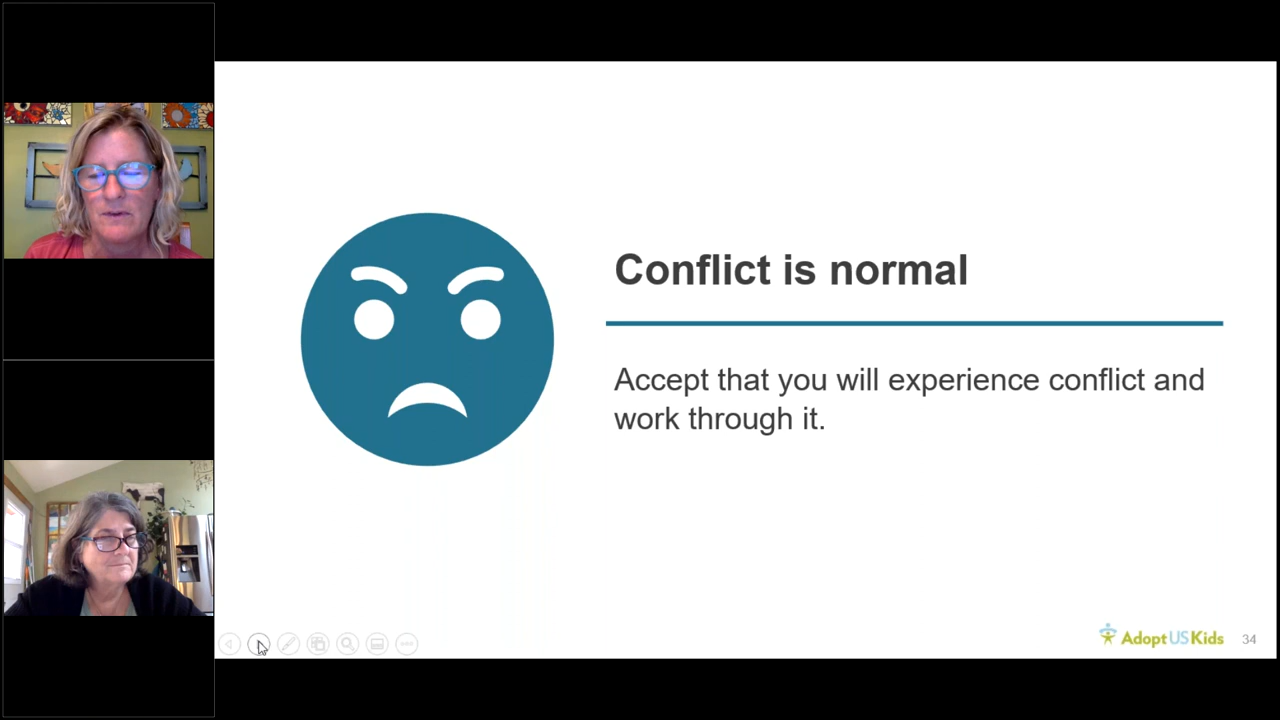 Conflict is normal
Accept that you will experience conflict and
work through it.
AdoptUSKids
34